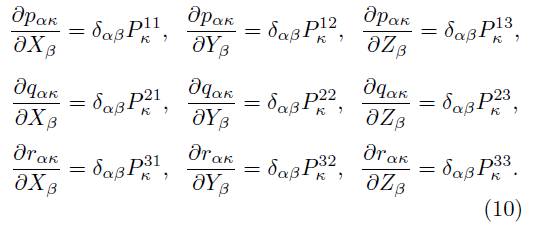 ∂p_{ακ}/∂X_β = δ_{αβ}P_κ^{11}, ∂p_{ακ}/∂Y_β = δ_{αβ}P_κ^{12}, ∂p_{ακ}/∂Z_β = δ_{αβ}P_κ^{13},
∂q_{ακ}/∂X_β = δ_{αβ}P_κ^{21}, ∂q_{ακ}/∂Y_β = δ_{αβ}P_κ^{22}, ∂q_{ακ}/∂Z_β = δ_{αβ}P_κ^{23},
∂r_{ακ}/∂X_β = δ_{αβ}P_κ^{31}, ∂r_{ακ}/∂Y_β = δ_{αβ}P_κ^{32}, ∂r_{ακ}/∂Z_β = δ_{αβ}P_κ^{33}.
(10)